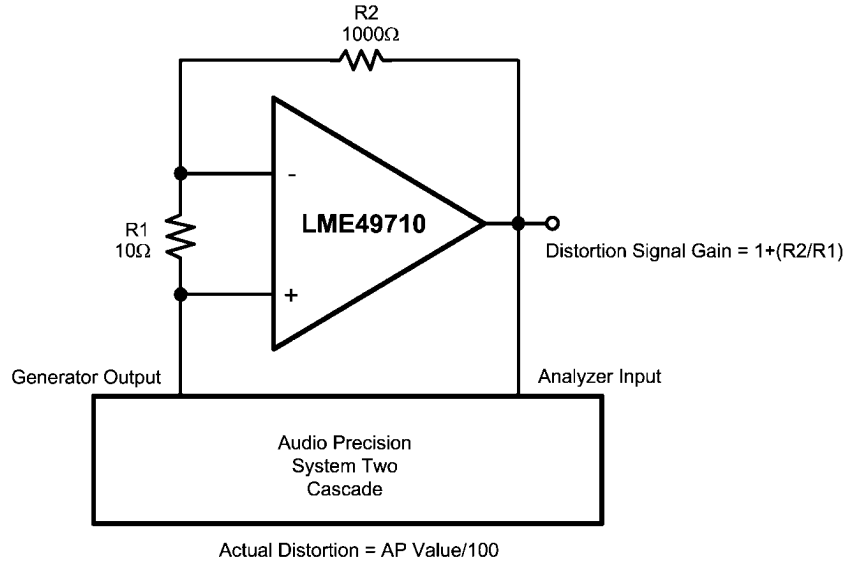 R2
1000Ω
-
LME49710
R1
10Ω
+
Distortion Signal Gain = 1+(R2/R1)
Generator Output
Analyzer Input
Audio Precision
System Two
Cascade
Actual Distortion = AP Value/100